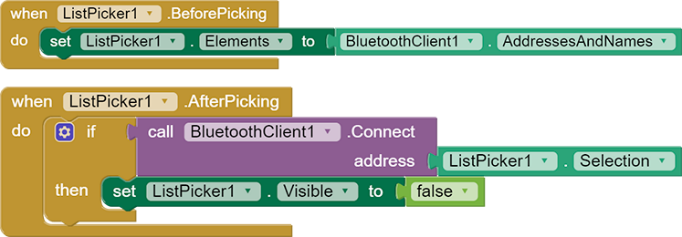 when ListPicker1 .BeforePicking
do set ListPicker1 . Elements to BluetoothClient1 . AddressesAndNames
when ListPicker1 .AfterPicking
do if call BluetoothClient1 .Connect
address ListPicker1 . Selection
then set ListPicker1 . Visible to false